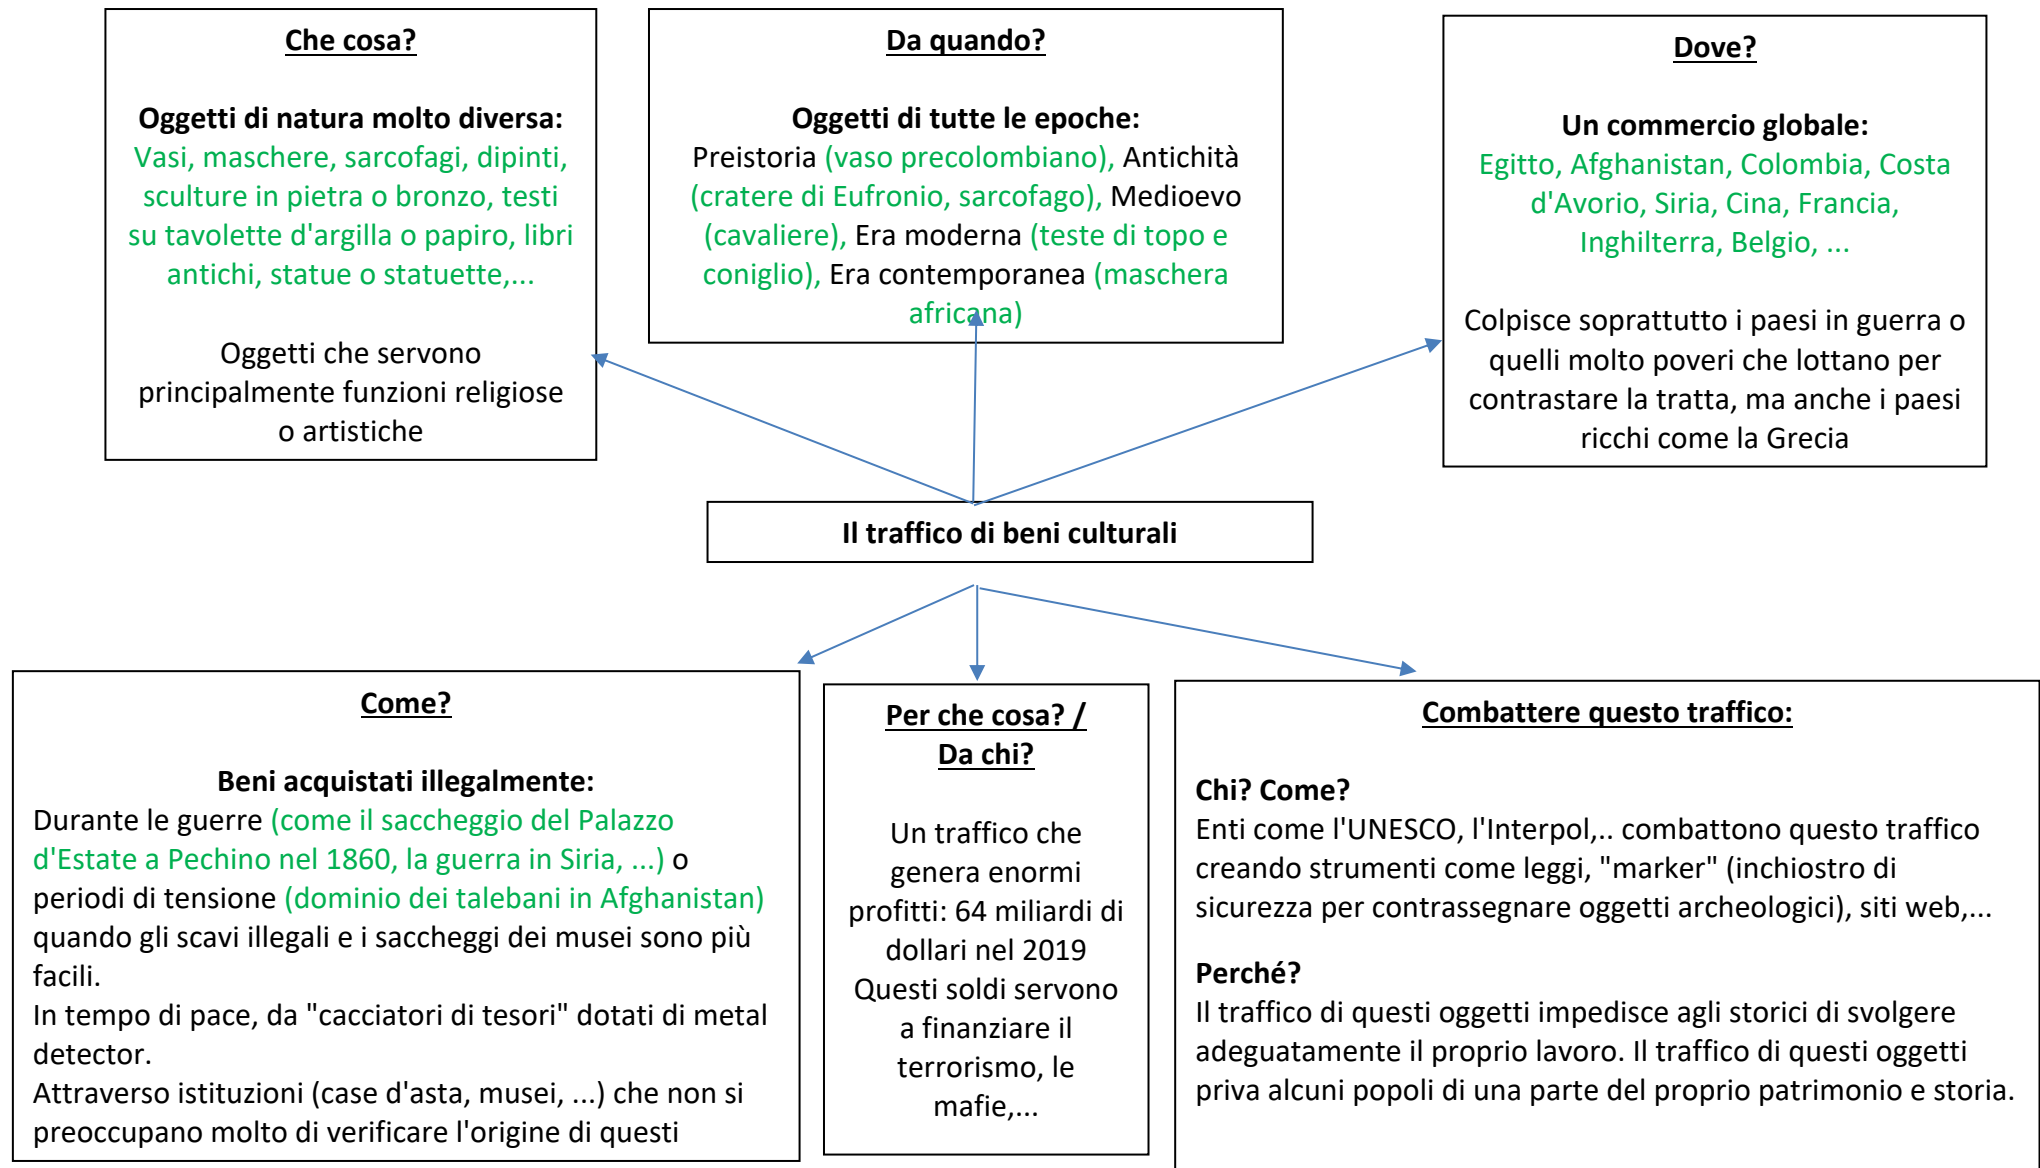 Che cosa?
Oggetti di natura molto diversa:
Vasi, maschere, sarcofagi, dipinti,
sculture in pietra o bronzo, testi
su tavolette d'argilla o papiro, libri
antichi, statue o statuette,...
Oggetti che servono
principalmente funzioni religiose
o artistiche
Da quando?
Oggetti di tutte le epoche:
Preistoria (vaso precolombiano), Antichità
(cratere di Eufronio, sarcofago), Medioevo
(cavaliere), Era moderna (teste di topo e
coniglio), Era contemporanea (maschera
africana)
Dove?
Un commercio globale:
Egitto, Afghanistan, Colombia, Costa
d'Avorio, Siria, Cina, Francia,
Inghilterra, Belgio, ...
Colpisce soprattutto i paesi in guerra o
quelli molto poveri che lottano per
contrastare la tratta, ma anche i paesi
ricchi come la Grecia
Il traffico di beni culturali
Come?
Beni acquistati illegalmente:
Durante le guerre (come il saccheggio del Palazzo
d'Estate a Pechino nel 1860, la guerra in Siria, ...) o
periodi di tensione (dominio dei talebani in Afghanistan)
quando gli scavi illegali e i saccheggi dei musei sono più
facili.
In tempo di pace, da "cacciatori di tesori" dotati di metal
detector.
Attraverso istituzioni (case d'asta, musei, ...) che non si
preoccupano molto di verificare l'origine di questi
Per che cosa? /
Da chi?
Un traffico che
genera enormi
profitti: 64 miliardi di
dollari nel 2019
Questi soldi servono
a finanziare il
terrorismo, le
mafie,...
Combattere questo traffico:
Chi? Come?
Enti come l'UNESCO, l'Interpol,.. combattono questo traffico
creando strumenti come leggi, "marker" (inchiostro di
sicurezza per contrassegnare oggetti archeologici), siti web,...
Perché?
Il traffico di questi oggetti impedisce agli storici di svolgere
adeguatamente il proprio lavoro. Il traffico di questi oggetti
priva alcuni popoli di una parte del proprio patrimonio e storia.